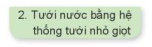 2. Tưới nước bằng hệ
thống tưới nhỏ giọt